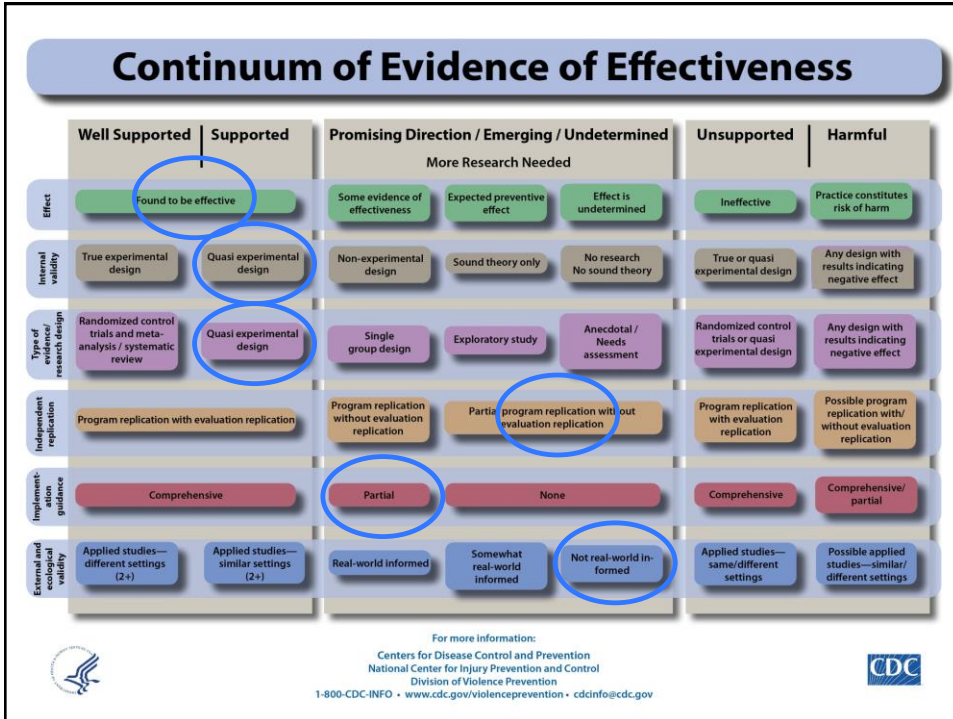 Continuum of Evidence of Effectiveness
Well Supported
Supported
Promising Direction / Emerging / Undetermined
More Research Needed
Unsupported
Harmful
Effect
Found to be effective
Some evidence of
effectiveness
Expected preventive
effect
Effect is
undetermined
Ineffective
Practice constitutes
risk of harm
Internal
validity
True experimental
design
Quasi experimental
design
Non-experimental
design
Sound theory only
No research
No sound theory
True or quasi
experimental design
Any design with
results indicating
negative effect
Type of
evidence/
research design
Randomized control
trials and meta-
analysis / systematic
review
Quasi experimental
design
Single
group design
Exploratory study
Anecdotal /
Needs
assessment
Randomized control
trials or quasi
experimental design
Any design with
results indicating
negative effect
Independent
replication
Program replication with evaluation replication
Program replication
without evaluation
replication
Partial program replication without
evaluation replication
Program replication
with evaluation
replication
Possible program
replication with/
without evaluation
replication
Implement-
ation
guidance
Comprehensive
Partial
None
Comprehensive
Comprehensive/
partial
External and
ecological
validity
Applied studies—
different settings
(2+)
Applied studies—
similar settings
(2+)
Real-world informed
Somewhat
real-world
informed
Not real-world in-
formed
Applied studies—
same/different
settings
Possible applied
studies—similar/
different settings
For more information:
Centers for Disease Control and Prevention
National Center for Injury Prevention and Control
Division of Violence Prevention
1-800-CDC-INFO • www.cdc.gov/violenceprevention • cdcinfo@cdc.gov
CDC